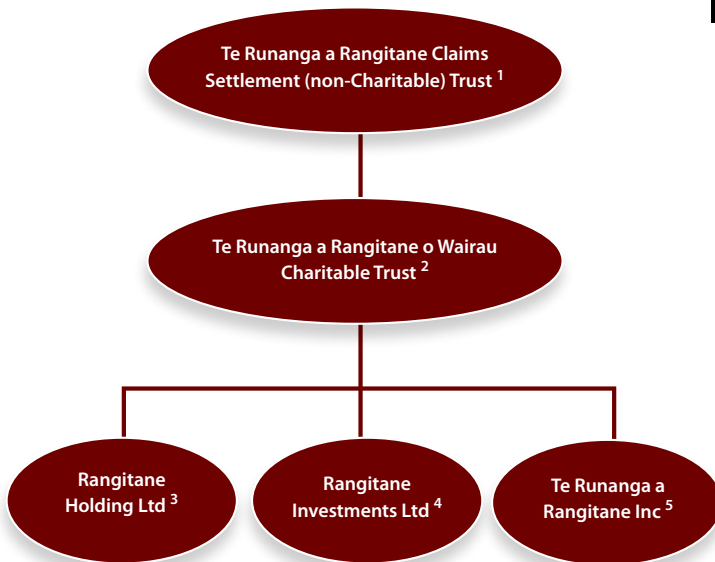 Te Runanga a Rangitane Claims
Settlement (non-Charitable) Trust 1
Te Runanga a Rangitane o Wairau
Charitable Trust 2
Rangitane
Holding Ltd 3
Rangitane
Investments Ltd 4
Te Runanga a
Rangitane Inc 5